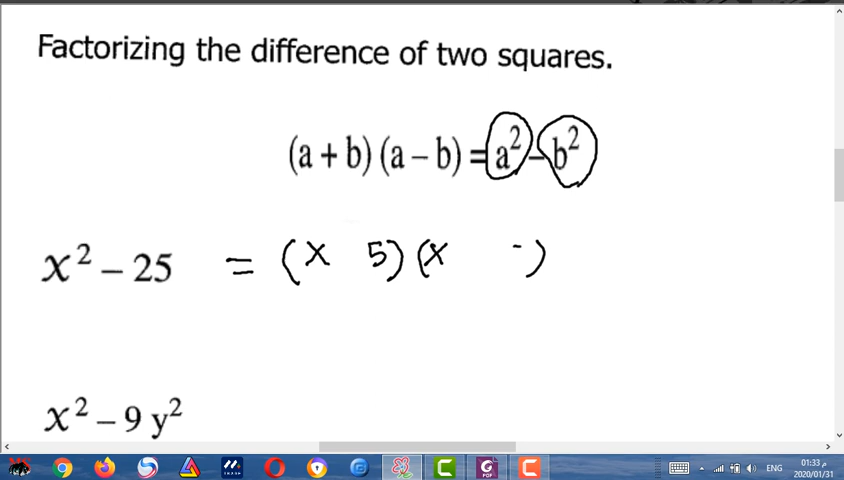 Factorizing the difference of two squares.
(a + b) (a – b) = a² – b²
x² – 25 = (x 5) (x -)
x² – 9 y²
ENG
01:33 م
2020/01/31